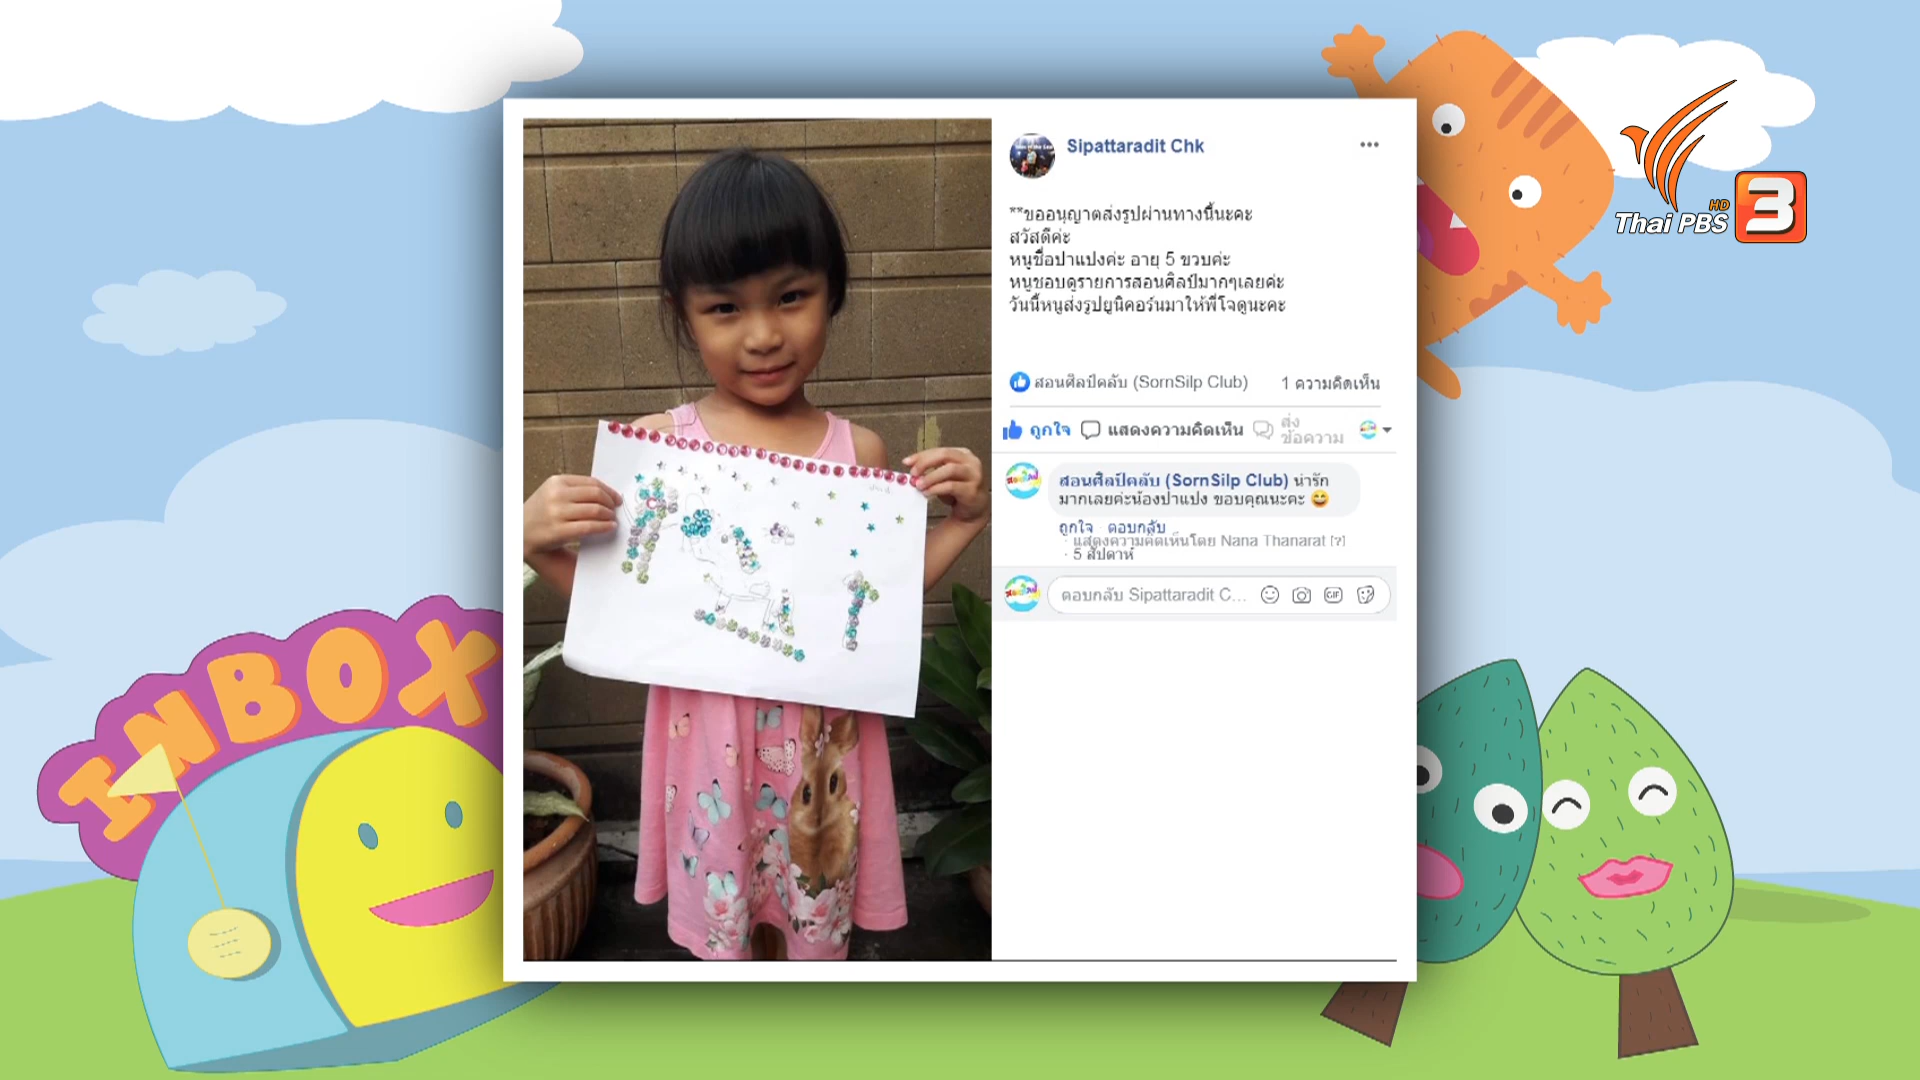 INBOX
Sipattaradit Chk
**ขออนุญาตส่งรูปผ่านทางนี้นะคะ
สวัสดีค่ะ
หนูชื่อปาแปงค่ะ อายุ 5 ขวบค่ะ
หนูชอบดูรายการสอนศิลป์มากๆเลยค่ะ
วันนี้หนูส่งรูปยูนิคอร์นมาให้พี่โจดูนะคะ
สอนศิลป์คลับ (SornSilp Club) 1 ความคิดเห็น
ถูกใจ แสดงความคิดเห็น ส่ง
ข้อความ
สอนศิลป์คลับ (SornSilp Club) น่ารัก
มากเลยค่ะน้องปาแปง ขอบคุณนะคะ 😄
ถูกใจ · ตอบกลับ
· แสดงความคิดเห็นโดย Nana Thanarat [?]
· 5 สัปดาห์
ตอบกลับ Sipattaradit C...
GIF
Thai PBS HD 3